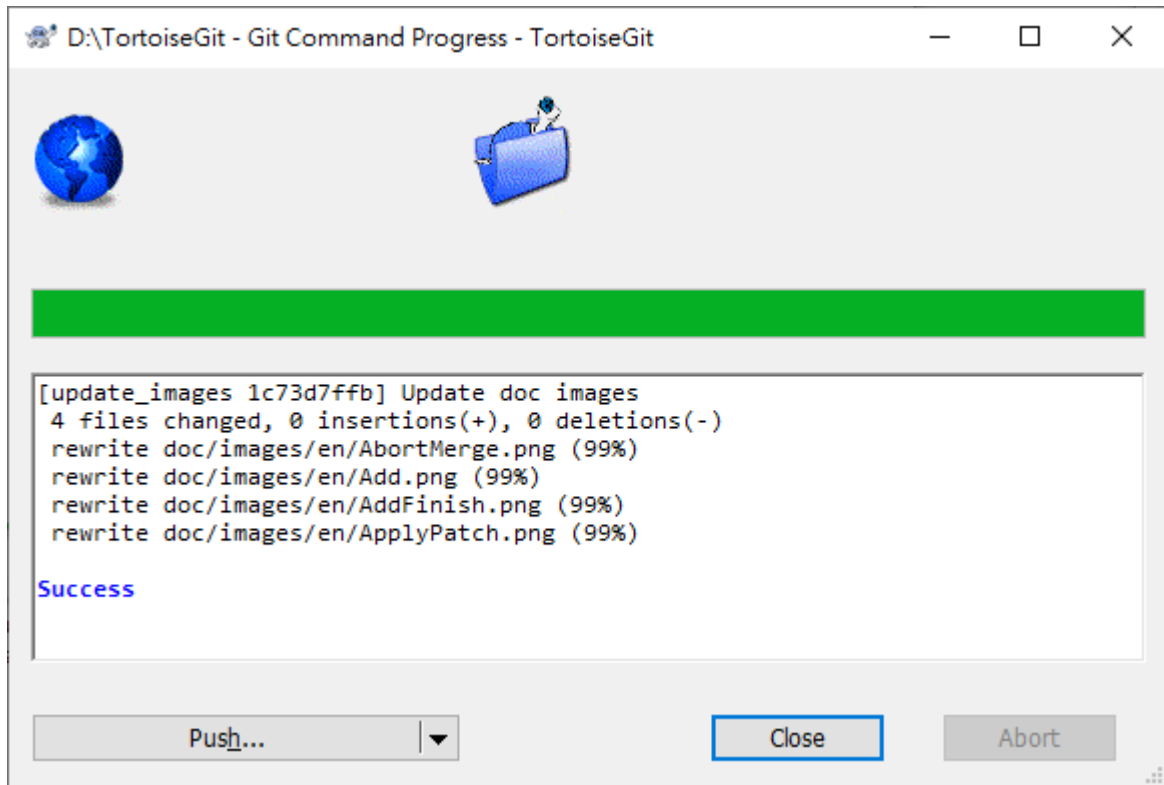 D:\TortoiseGit - Git Command Progress - TortoiseGit
[update_images 1c73d7ffb] Update doc images
4 files changed, 0 insertions(+), 0 deletions(-)
rewrite doc/images/en/AbortMerge.png (99%)
rewrite doc/images/en/Add.png (99%)
rewrite doc/images/en/AddFinish.png (99%)
rewrite doc/images/en/ApplyPatch.png (99%)
Success
Push... Close Abort